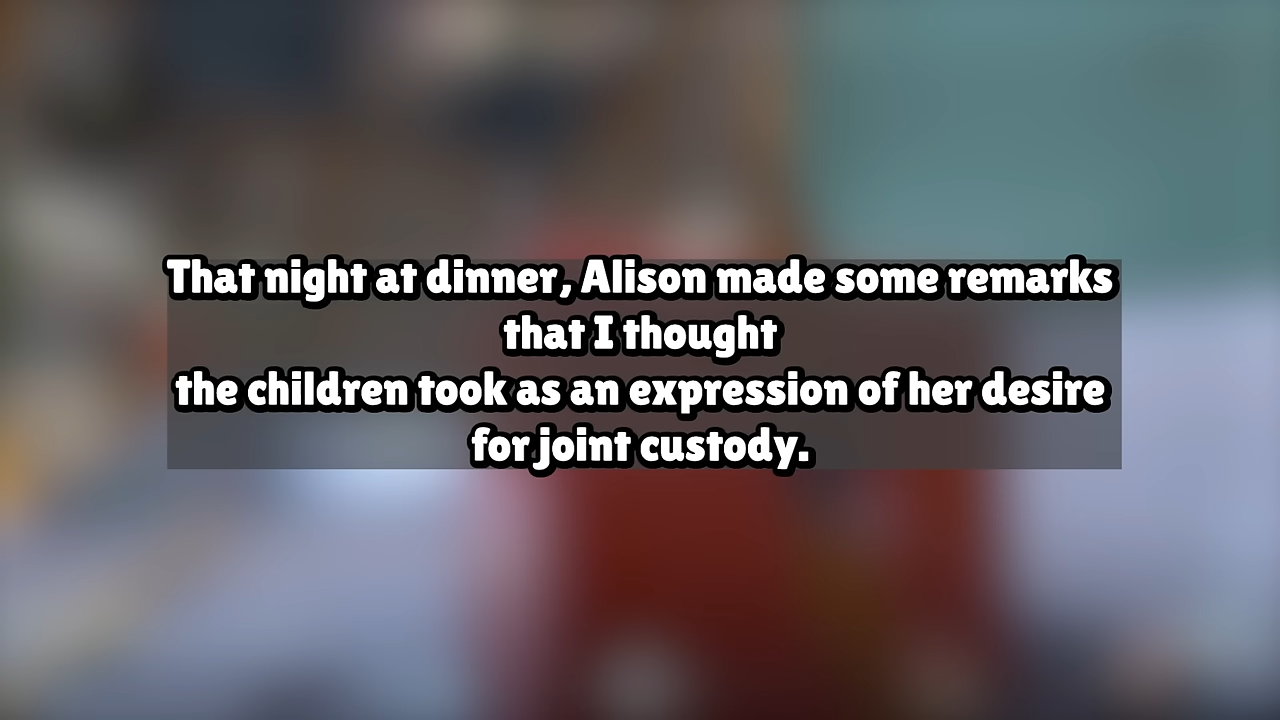 That night at dinner, Alison made some remarks
that I thought
the children took as an expression of her desire
for joint custody.